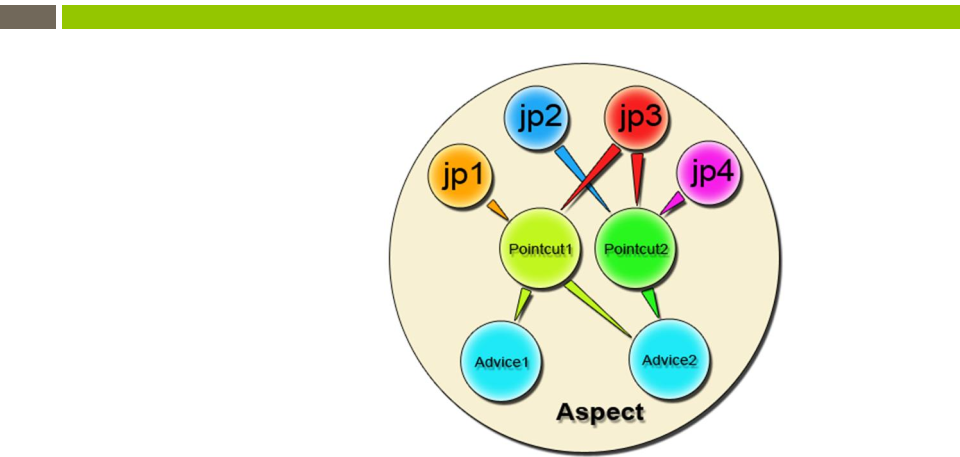 jp2
jp3
jp1
jp4
Pointcut1
Pointcut2
Advice1
Advice2
Aspect